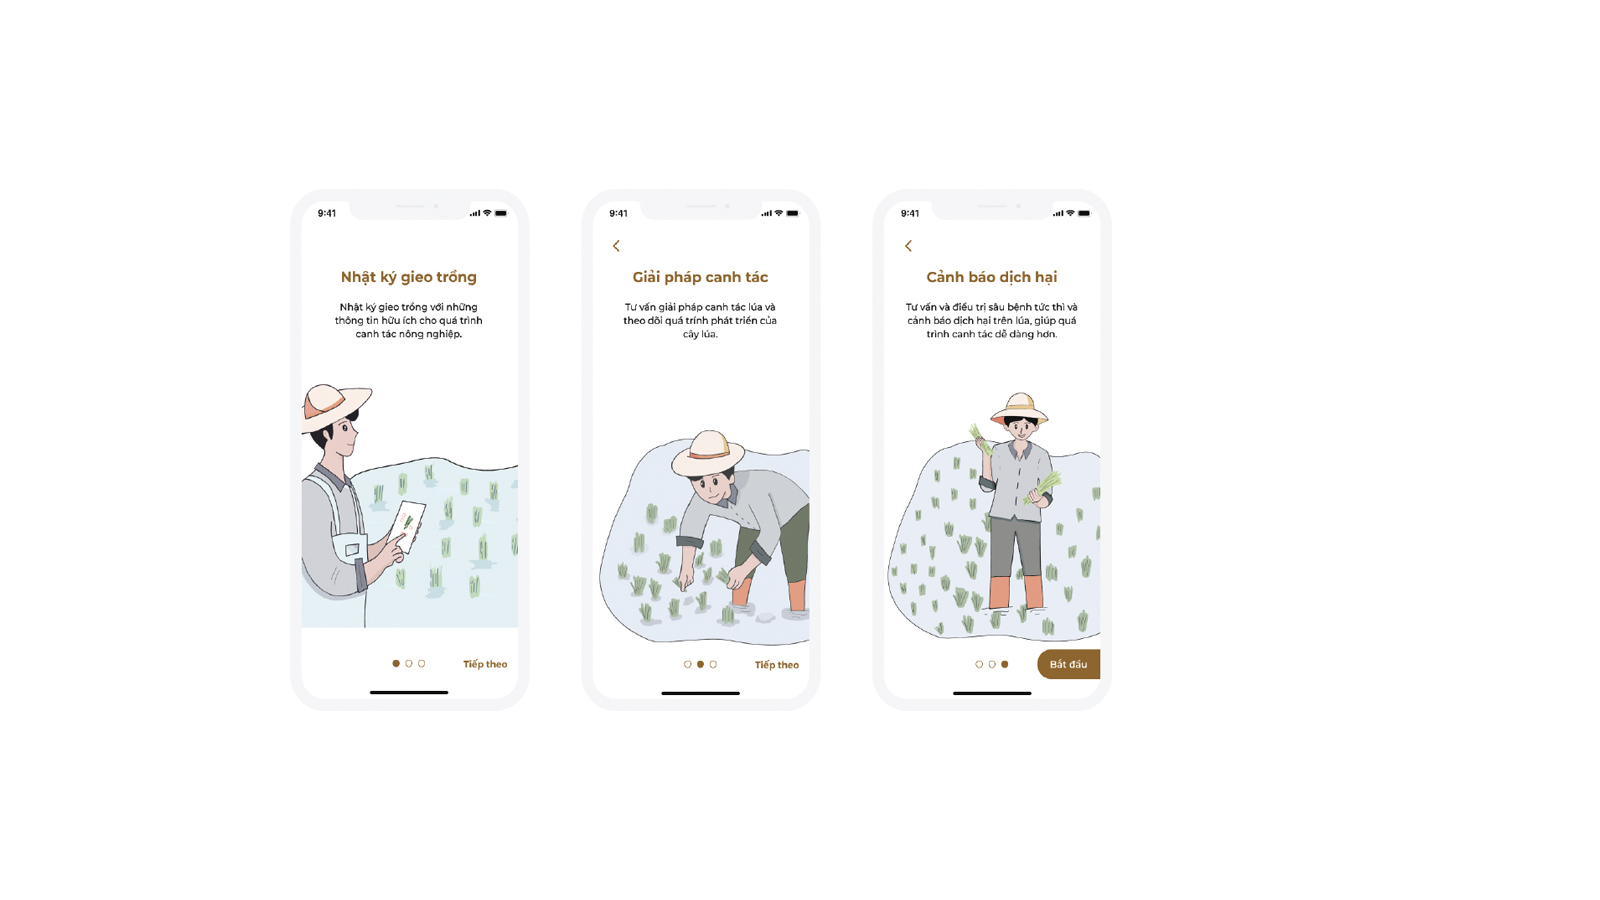 9:41
Nhật ký gieo trồng
Nhật ký gieo trồng với những
thông tin hữu ích cho quá trình
canh tác nông nghiệp.
Tiếp theo
9:41
Giải pháp canh tác
Tư vấn giải pháp canh tác lúa và
theo dõi quá trính phát triển của
cây lúa.
Tiếp theo
9:41
Cảnh báo dịch hại
Tư vấn và điều trị sâu bệnh tức thì và
cảnh báo dịch hại trên lúa, giúp quá
trình canh tác dễ dàng hơn.
Bắt đầu